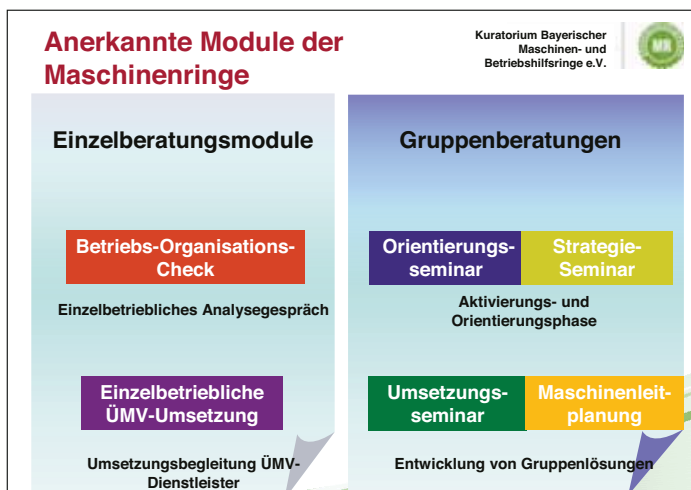 Anerkannte Module der
Maschinenringe
Kuratorium Bayerischer
Maschinen- und
Betriebshilfsringe e.V.
MR
Einzelberatungsmodule
Betriebs-Organisations-
Check
Einzelbetriebliches Analysegespräch
Einzelbetriebliche
ÜMV-Umsetzung
Umsetzungsbegleitung ÜMV-
Dienstleister
Gruppenberatungen
Orientierungs-
seminar
Strategie-
Seminar
Aktivierungs- und
Orientierungsphase
Umsetzungs-
seminar
Maschinenleit-
planung
Entwicklung von Gruppenlösungen